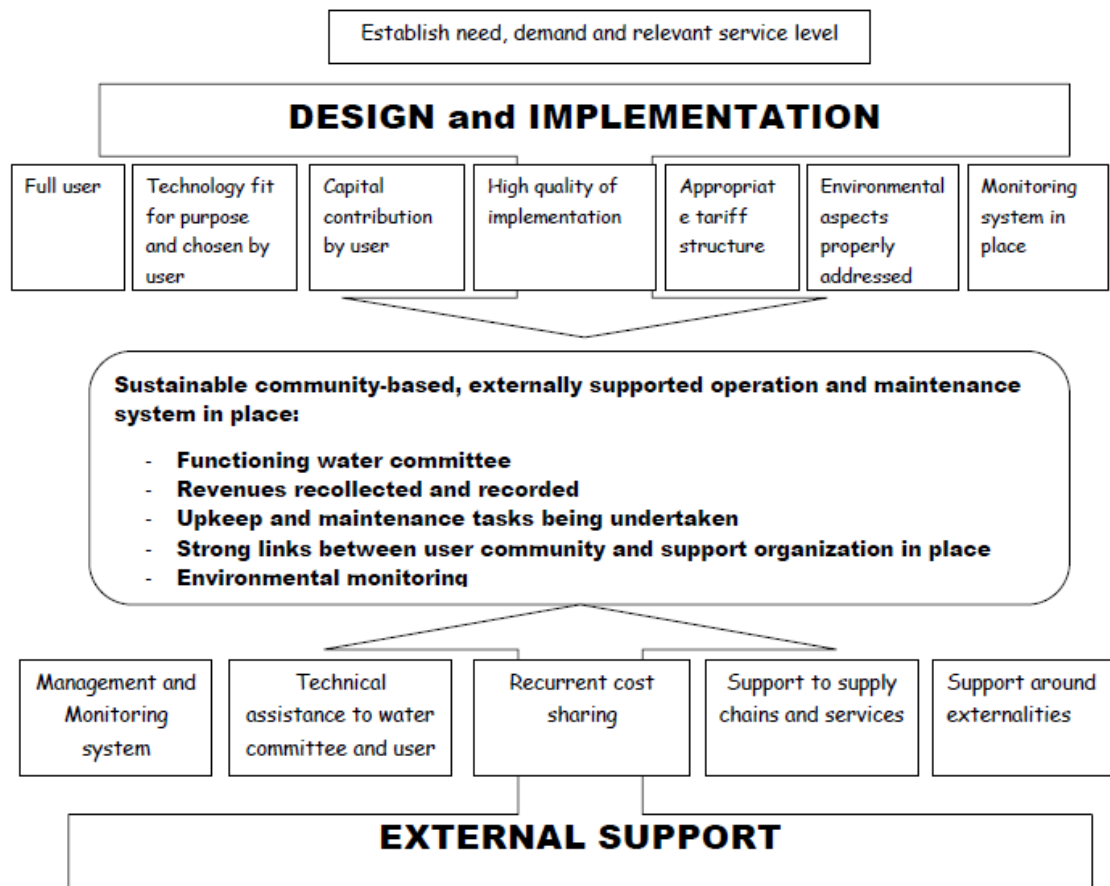 Establish need, demand and relevant service level
DESIGN and IMPLEMENTATION
Full user
Technology fit
for purpose
and chosen by
user
Capital
contribution
by user
High quality of
implementation
Appropriat
e tariff
structure
Environmental
aspects
properly
addressed
Monitoring
system in
place
Sustainable community-based, externally supported operation and maintenance
system in place:
- Functioning water committee
- Revenues recollected and recorded
- Upkeep and maintenance tasks being undertaken
- Strong links between user community and support organization in place
- Environmental monitoring
Management and
Monitoring
system
Technical
assistance to water
committee and user
Recurrent cost
sharing
Support to supply
chains and services
Support around
externalities
EXTERNAL SUPPORT